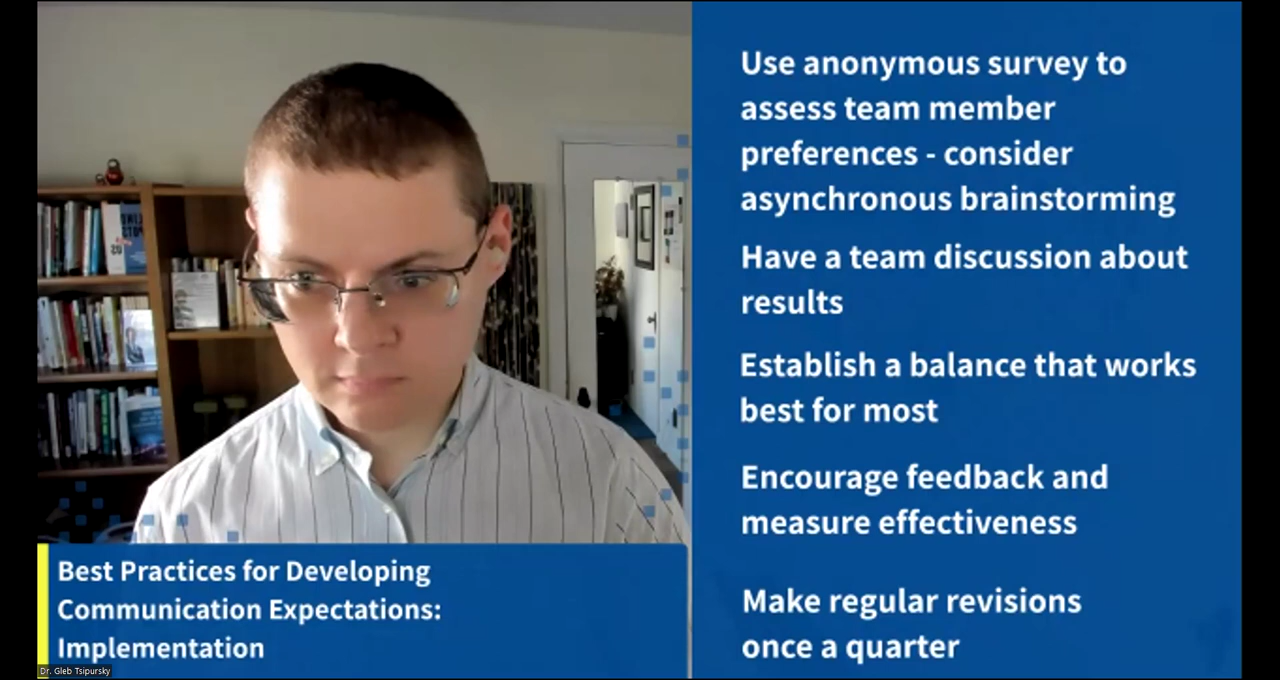 Use anonymous survey to
assess team member
preferences - consider
asynchronous brainstorming
Have a team discussion about
results
Establish a balance that works
best for most
Encourage feedback and
measure effectiveness
Make regular revisions
once a quarter
Best Practices for Developing
Communication Expectations:
Implementation
Dr. Gleb Tsipursky